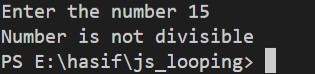 Enter the number 15
Number is not divisible
PS E:\hasif\js_looping>